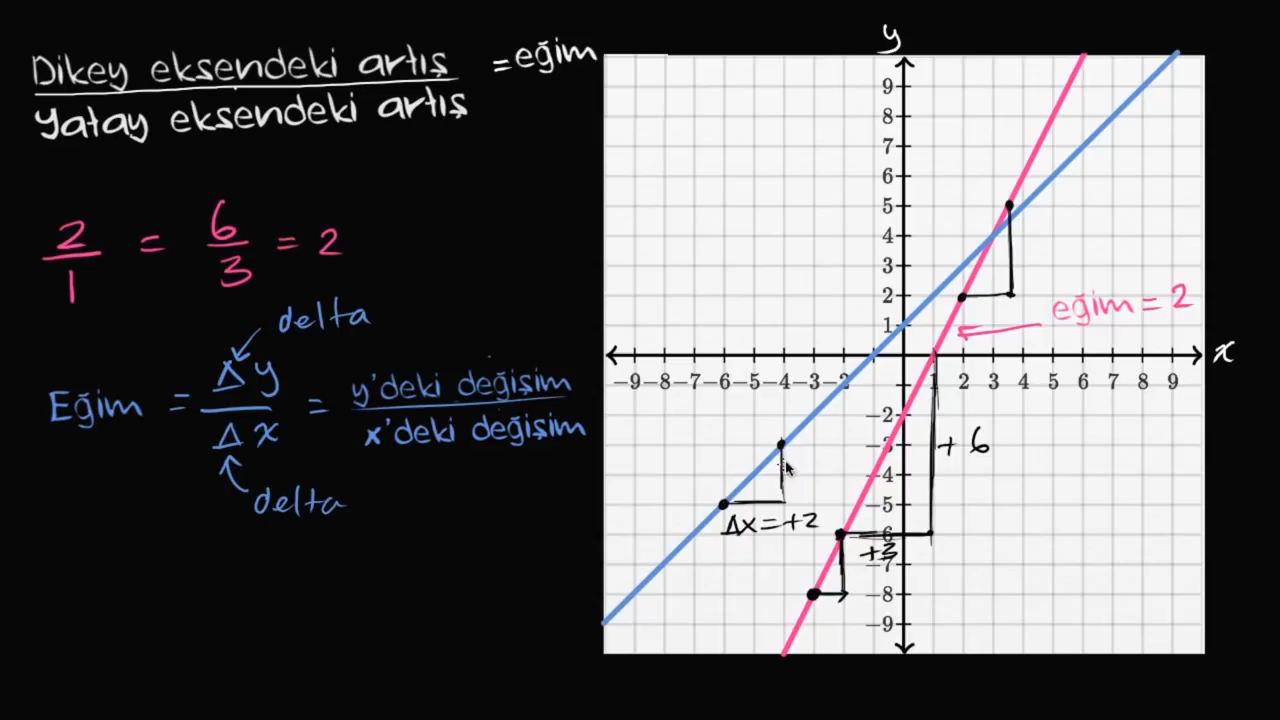 Dikey eksendeki artış = eğim
Yatay eksendeki artış
2/1 = 6/3 = 2
delta
Eğim = Δy/Δx = y'deki değişim/x'deki değişim
delta
y
9
8
7
6
5
4
3
2
1
x
-9 -8 -7 -6 -5 -4 -3 -2 1 2 3 4 5 6 7 8 9
-2
-3
-4
-5
-6
-7
-8
-9
eğim = 2
+6
Δx = +2
+3